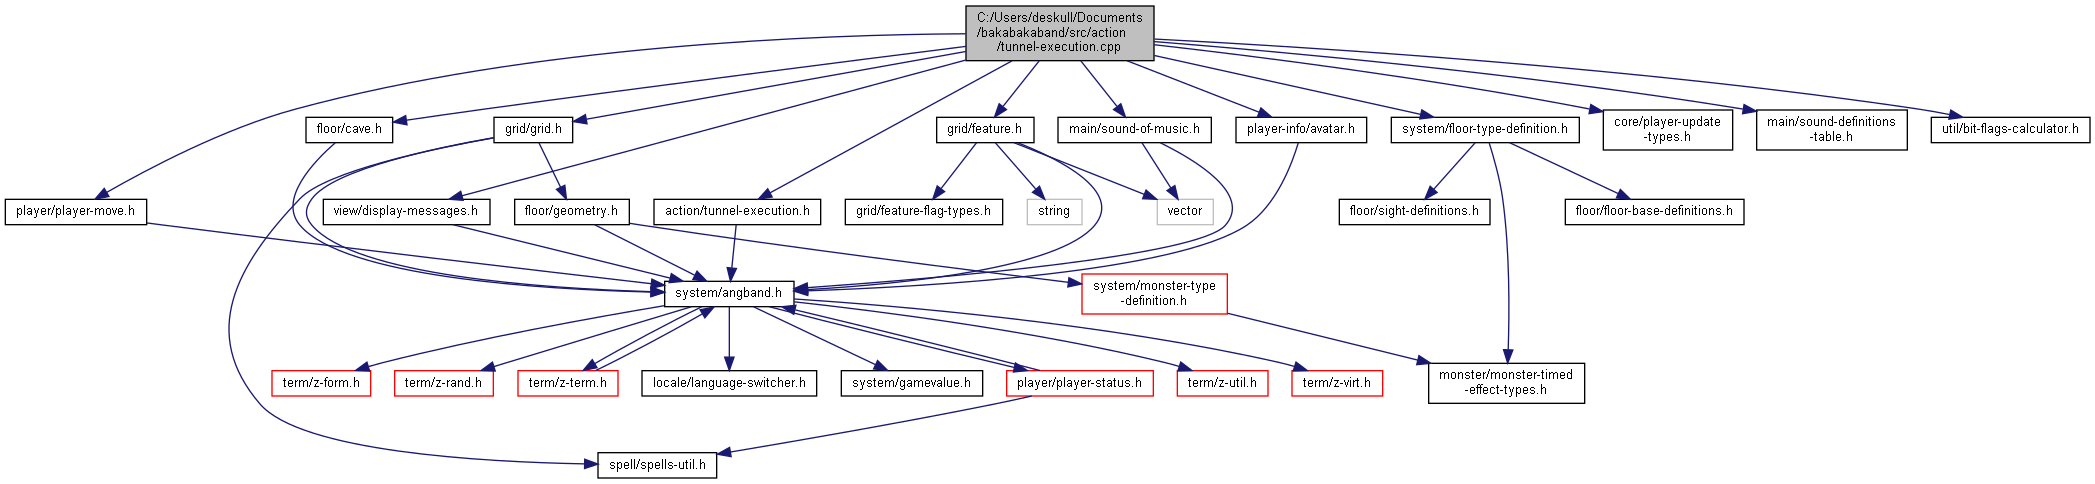 C:/Users/deskull/Documents
/bakabakaband/src/action
/tunnel-execution.cpp
floor/cave.h
grid/grid.h
grid/feature.h
main/sound-of-music.h
player-info/avatar.h
system/floor-type-definition.h
core/player-update
-types.h
main/sound-definitions
-table.h
util/bit-flags-calculator.h
player/player-move.h
view/display-messages.h
floor/geometry.h
action/tunnel-execution.h
grid/feature-flag-types.h
string
vector
floor/sight-definitions.h
floor/floor-base-definitions.h
system/angband.h
system/monster-type
-definition.h
term/z-form.h
term/z-rand.h
term/z-term.h
locale/language-switcher.h
system/gamevalue.h
player/player-status.h
term/z-util.h
term/z-virt.h
monster/monster-timed
-effect-types.h
spell/spells-util.h